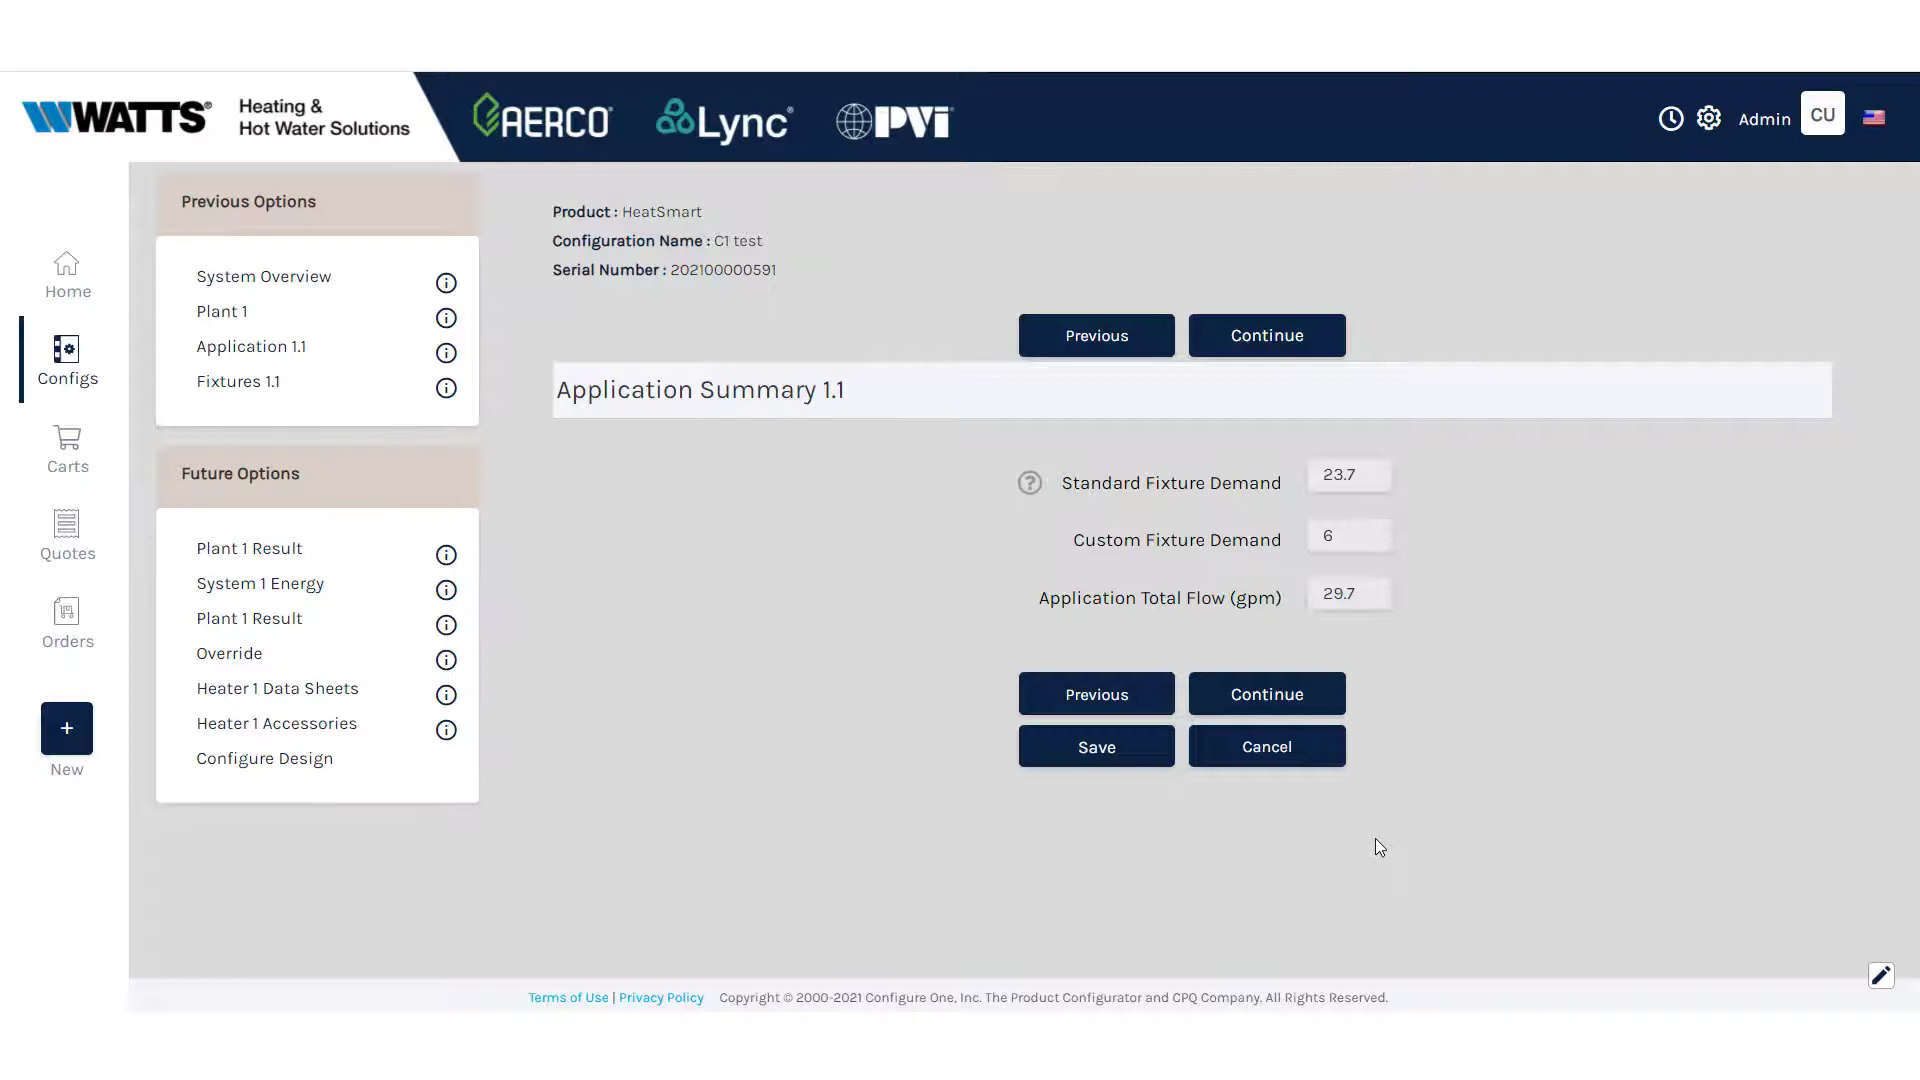 WATTS®
Heating &
Hot Water Solutions
AERCO
Lync®
PVi®
Admin
CU
Home
Configs
Carts
Quotes
Orders
+
New
Previous Options
System Overview
Plant 1
Application 1.1
Fixtures 1.1
Future Options
Plant 1 Result
System 1 Energy
Plant 1 Result
Override
Heater 1 Data Sheets
Heater 1 Accessories
Configure Design
Product : HeatSmart
Configuration Name : C1 test
Serial Number : 202100000591
Previous Continue
Application Summary 1.1
? Standard Fixture Demand 23.7
Custom Fixture Demand 6
Application Total Flow (gpm) 29.7
Previous Continue
Save Cancel
Terms of Use | Privacy Policy Copyright © 2000-2021 Configure One, Inc. The Product Configurator and CPQ Company. All Rights Reserved.